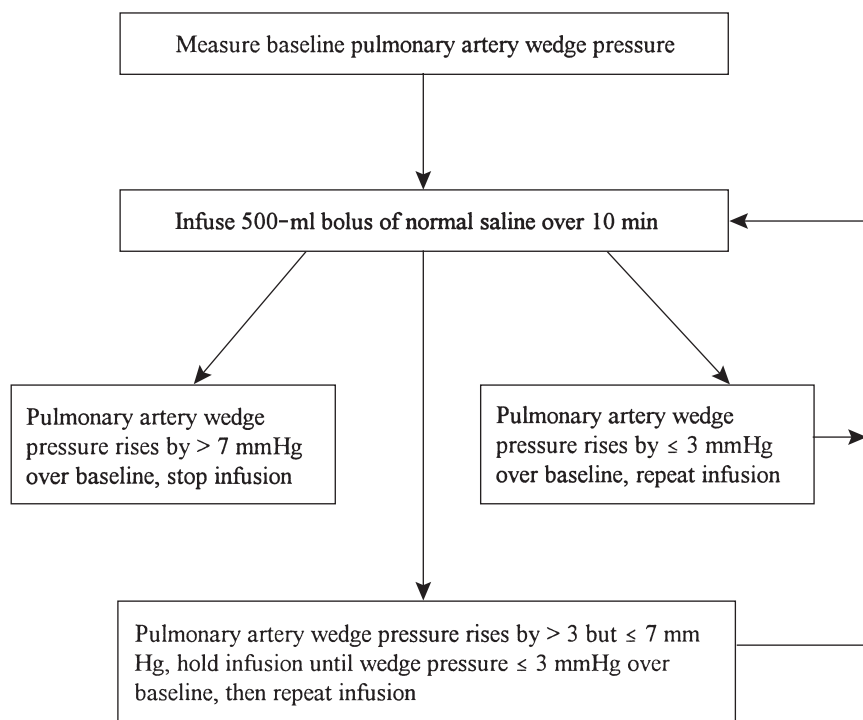 Measure baseline pulmonary artery wedge pressure
Infuse 500-ml bolus of normal saline over 10 min
Pulmonary artery wedge
pressure rises by > 7 mmHg
over baseline, stop infusion
Pulmonary artery wedge
pressure rises by ≤ 3 mmHg
over baseline, repeat infusion
Pulmonary artery wedge pressure rises by > 3 but ≤ 7 mm
Hg, hold infusion until wedge pressure ≤ 3 mmHg over
baseline, then repeat infusion